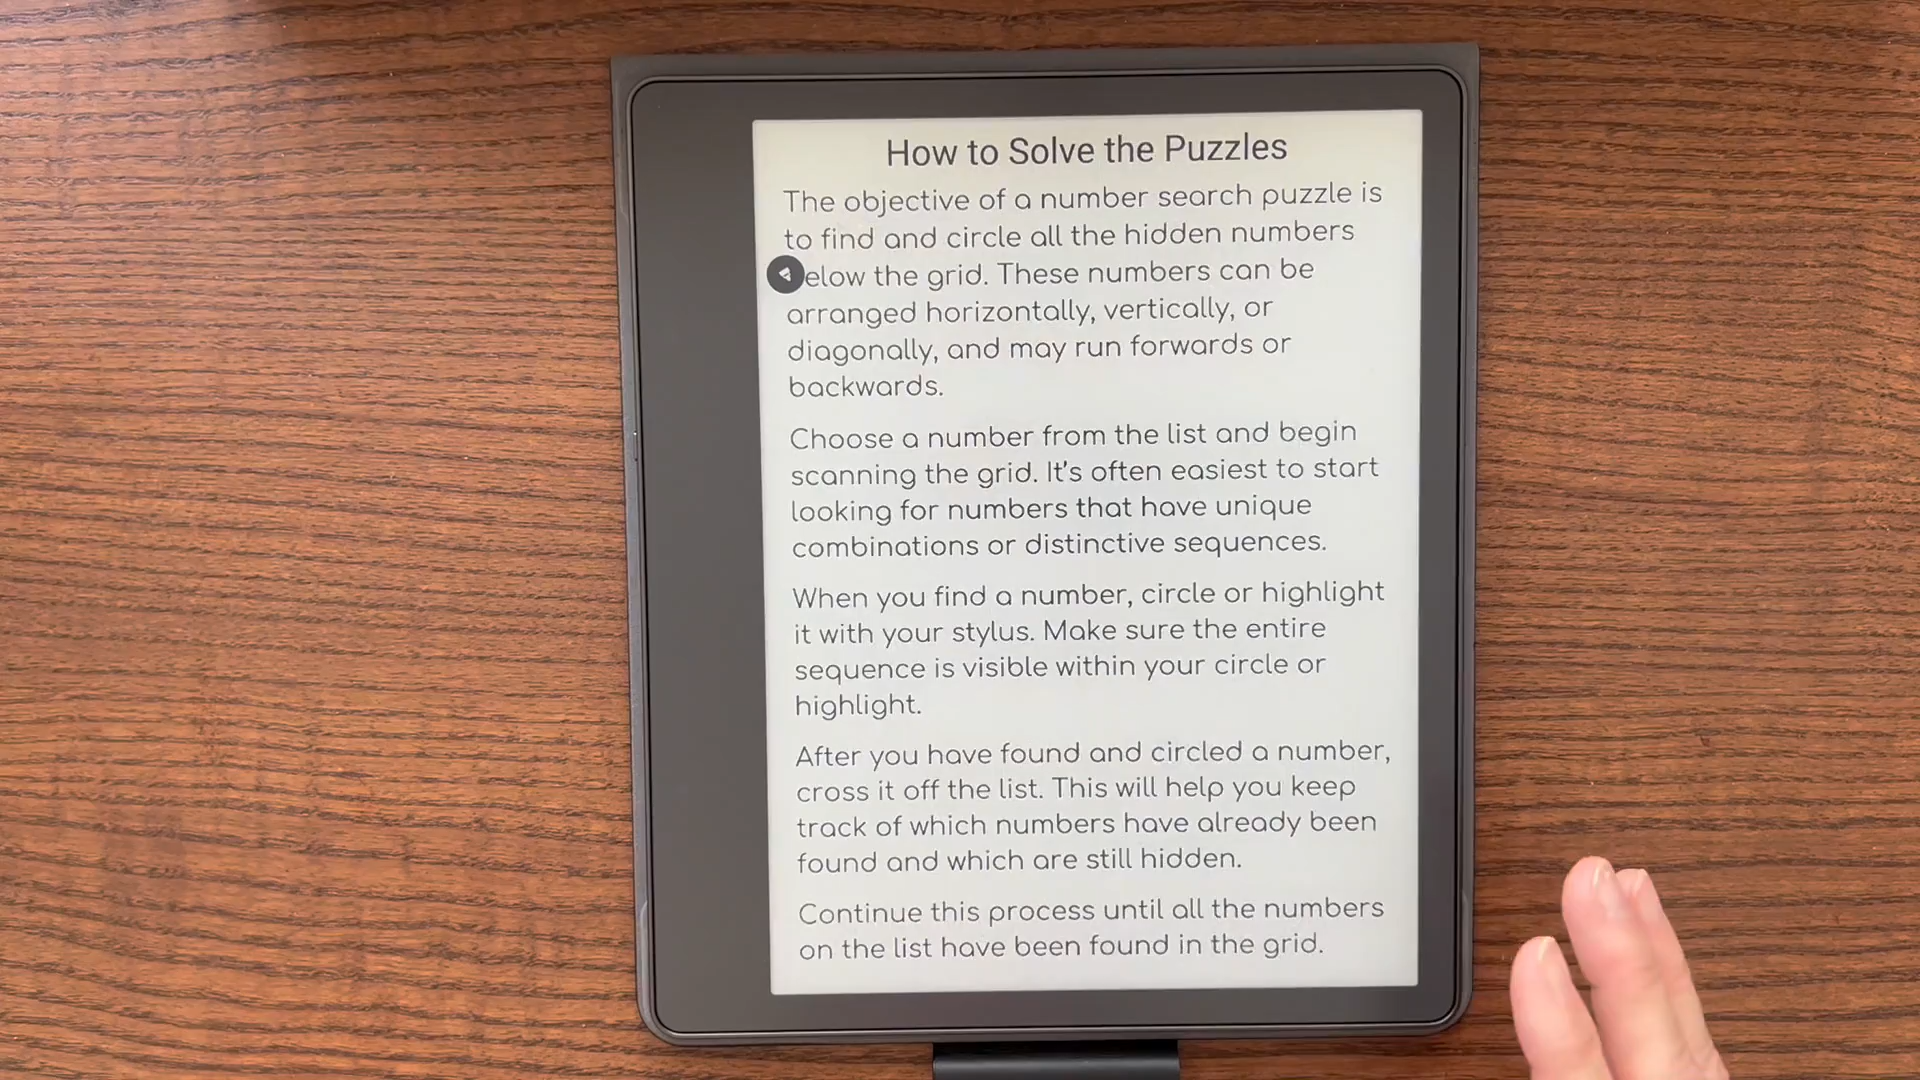 How to Solve the Puzzles
The objective of a number search puzzle is
to find and circle all the hidden numbers
elow the grid. These numbers can be
arranged horizontally, vertically, or
diagonally, and may run forwards or
backwards.
Choose a number from the list and begin
scanning the grid. It's often easiest to start
looking for numbers that have unique
combinations or distinctive sequences.
When you find a number, circle or highlight
it with your stylus. Make sure the entire
sequence is visible within your circle or
highlight.
After you have found and circled a number,
cross it off the list. This will help you keep
track of which numbers have already been
found and which are still hidden.
Continue this process until all the numbers
on the list have been found in the grid.